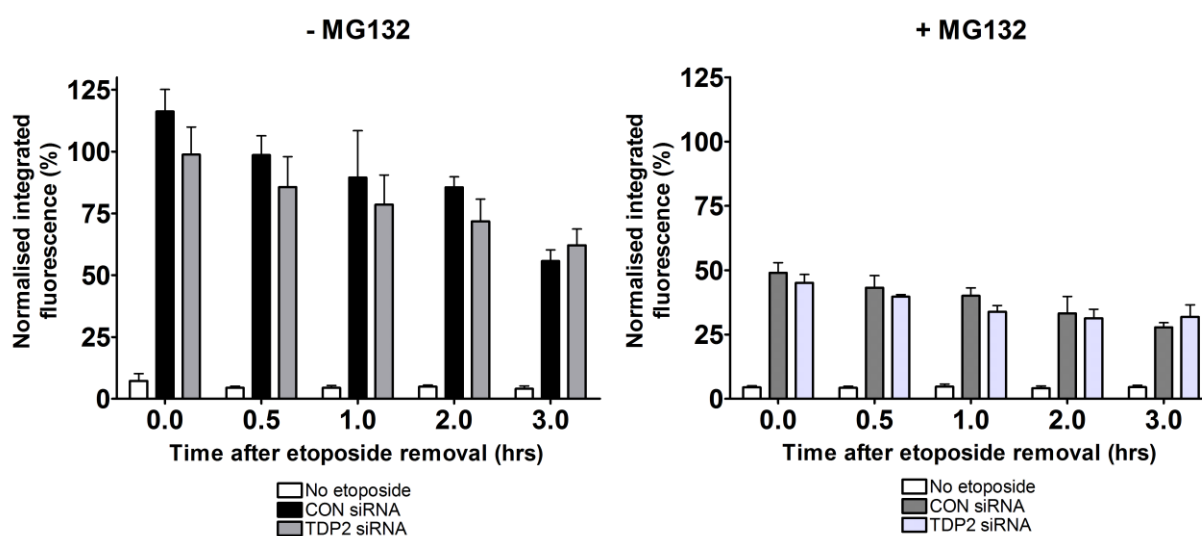 - MG132
Normalised integrated
fluorescence (%)
125
100
75
50
25
0
0.0 0.5 1.0 2.0 3.0
Time after etoposide removal (hrs)
No etoposide
CON siRNA
TDP2 siRNA
+ MG132
Normalised integrated
fluorescence (%)
125
100
75
50
25
0
0.0 0.5 1.0 2.0 3.0
Time after etoposide removal (hrs)
No etoposide
CON siRNA
TDP2 siRNA